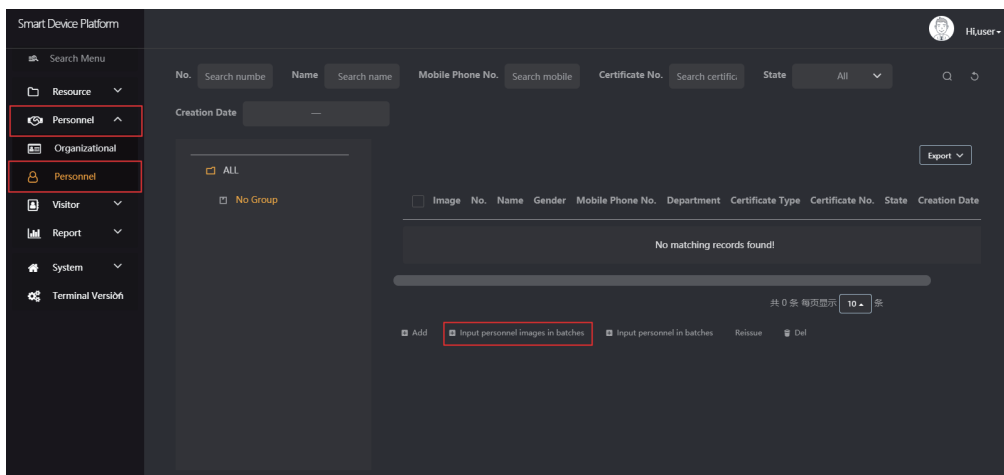 Smart Device Platform
Hi,user
Search Menu
Resource
Personnel
Organizational
Personnel
Visitor
Report
System
Terminal Version
No. Search numbe Name Search name Mobile Phone No. Search mobile Certificate No. Search certific State All
Creation Date —
Export
ALL
No Group
Image No. Name Gender Mobile Phone No. Department Certificate Type Certificate No. State Creation Date
No matching records found!
共 0 条 每页显示 10 条
Add Input personnel images in batches Input personnel in batches Reissue Del